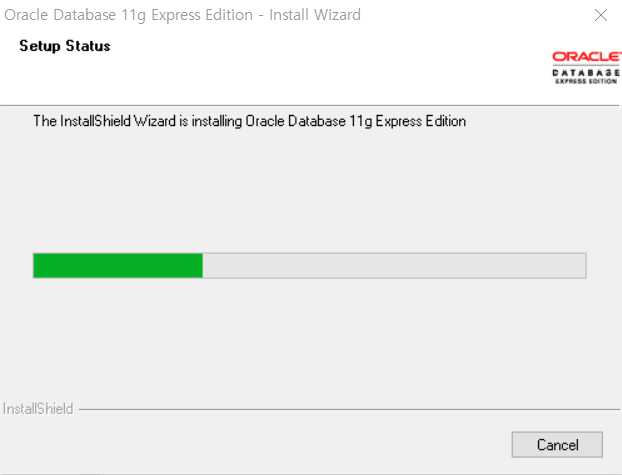 Oracle Database 11g Express Edition - Install Wizard
Setup Status
ORACLE
DATABASE
EXPRESS EDITION
The InstallShield Wizard is installing Oracle Database 11g Express Edition
InstallShield
Cancel